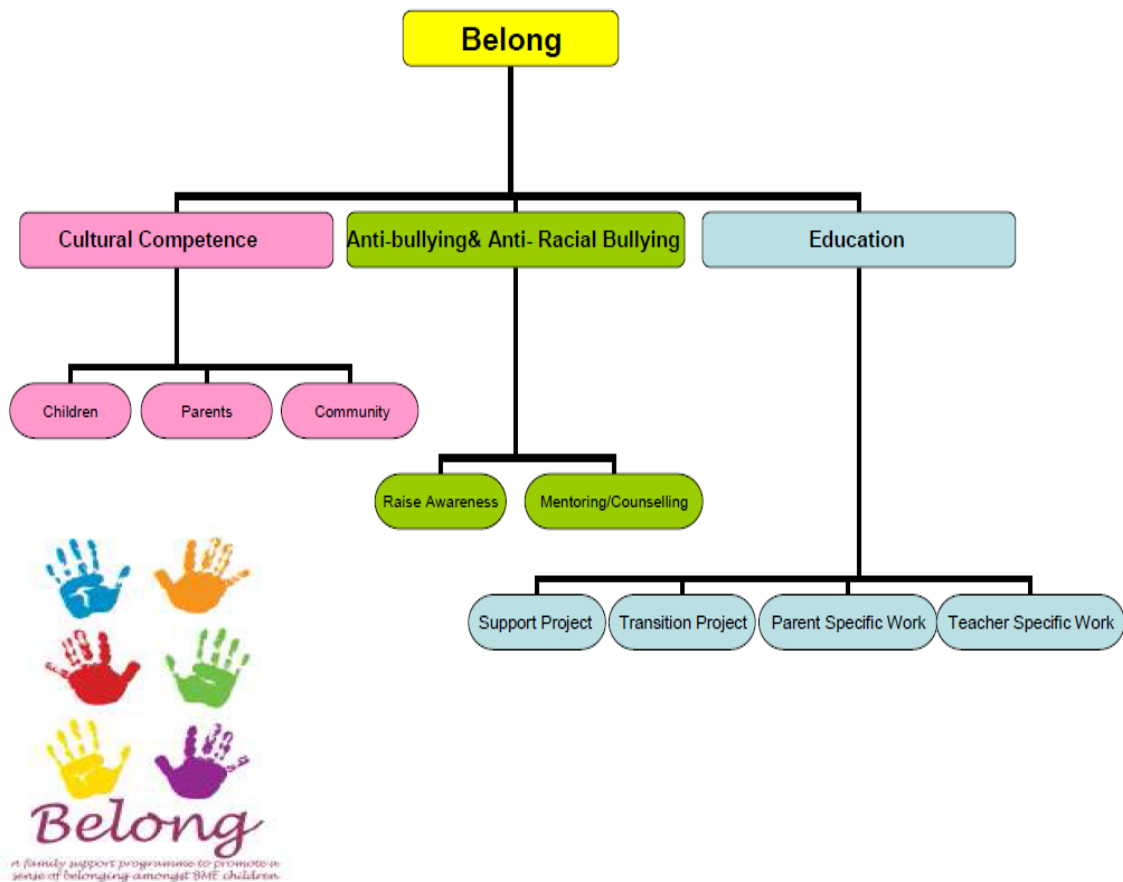 Belong
Cultural Competence
Anti-bullying& Anti- Racial Bullying
Education
Children
Parents
Community
Raise Awareness
Mentoring/Counselling
Support Project
Transition Project
Parent Specific Work
Teacher Specific Work
Belong
A family support programme to promote a
sense of belonging amongst BME children